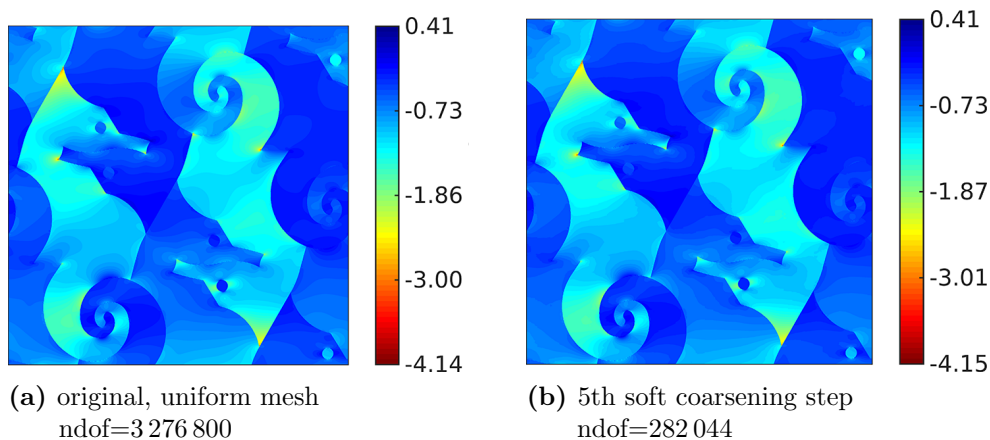 0.41
-0.73
-1.86
-3.00
-4.14
0.41
-0.73
-1.87
-3.01
-4.15
(a) original, uniform mesh
ndof=3 276 800
(b) 5th soft coarsening step
ndof=282 044